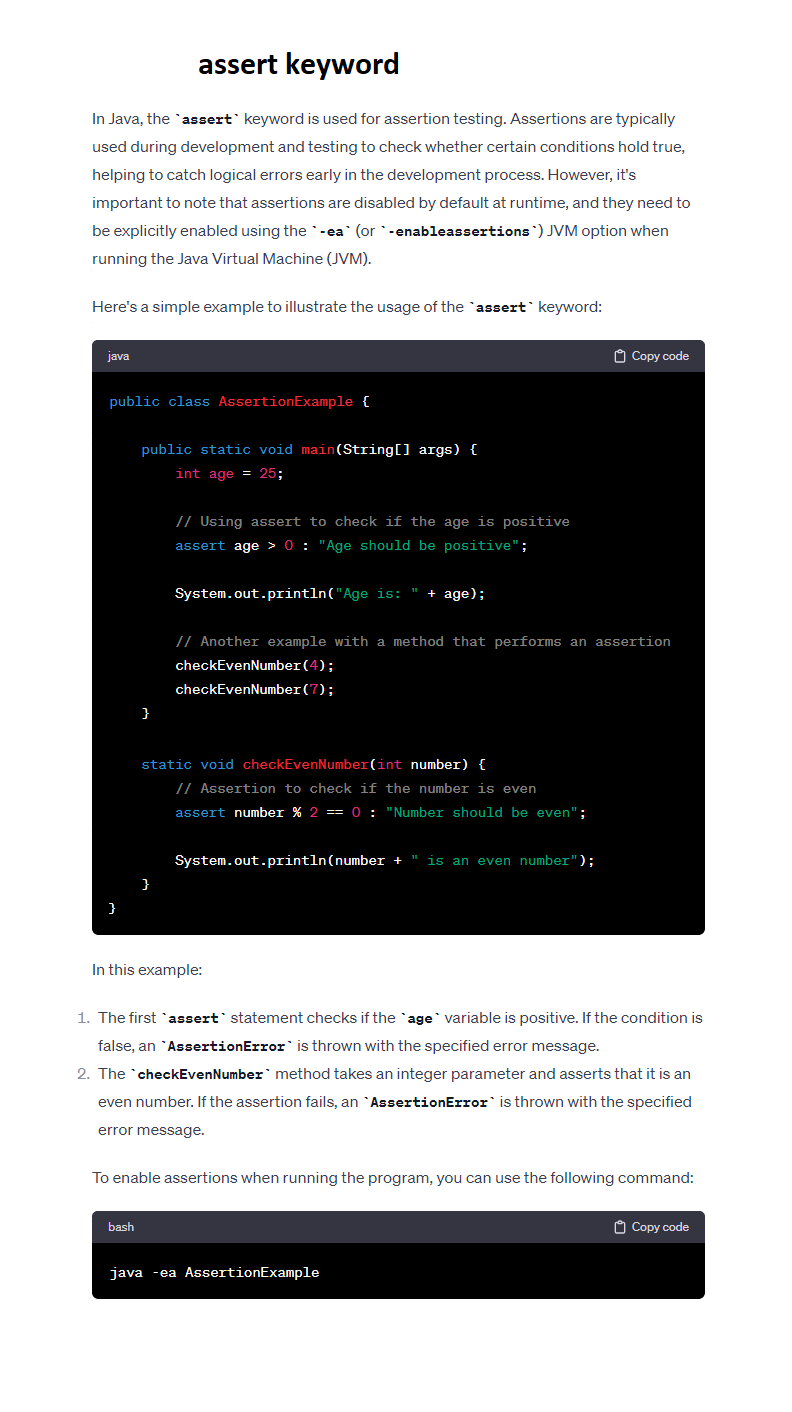 assert keyword
In Java, the `assert` keyword is used for assertion testing. Assertions are typically
used during development and testing to check whether certain conditions hold true,
helping to catch logical errors early in the development process. However, it's
important to note that assertions are disabled by default at runtime, and they need to
be explicitly enabled using the `-ea` (or `-enableassertions`) JVM option when
running the Java Virtual Machine (JVM).
Here's a simple example to illustrate the usage of the `assert` keyword:
java Copy code
public class AssertionExample {
    public static void main(String[] args) {
        int age = 25;
        // Using assert to check if the age is positive
        assert age > 0 : "Age should be positive";
        System.out.println("Age is: " + age);
        // Another example with a method that performs an assertion
        checkEvenNumber(4);
        checkEvenNumber(7);
    }
    static void checkEvenNumber(int number) {
        // Assertion to check if the number is even
        assert number % 2 == 0 : "Number should be even";
        System.out.println(number + " is an even number");
    }
}
In this example:
1. The first `assert` statement checks if the `age` variable is positive. If the condition is
false, an `AssertionError` is thrown with the specified error message.
2. The `checkEvenNumber` method takes an integer parameter and asserts that it is an
even number. If the assertion fails, an `AssertionError` is thrown with the specified
error message.
To enable assertions when running the program, you can use the following command:
bash Copy code
java -ea AssertionExample